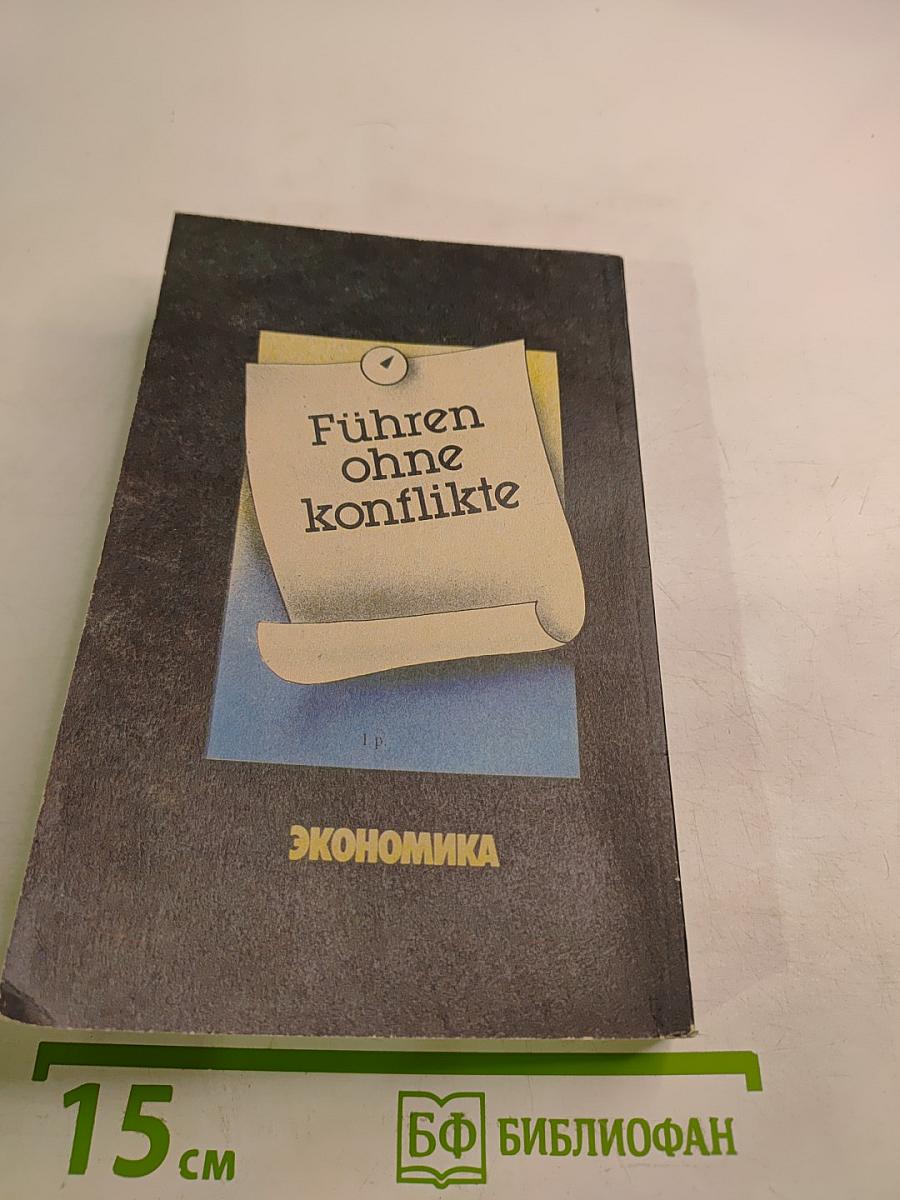 Führen
ohne
konflikte
1 р.
ЭКОНОМИКА
15 см
БФ БИБЛИОФАН